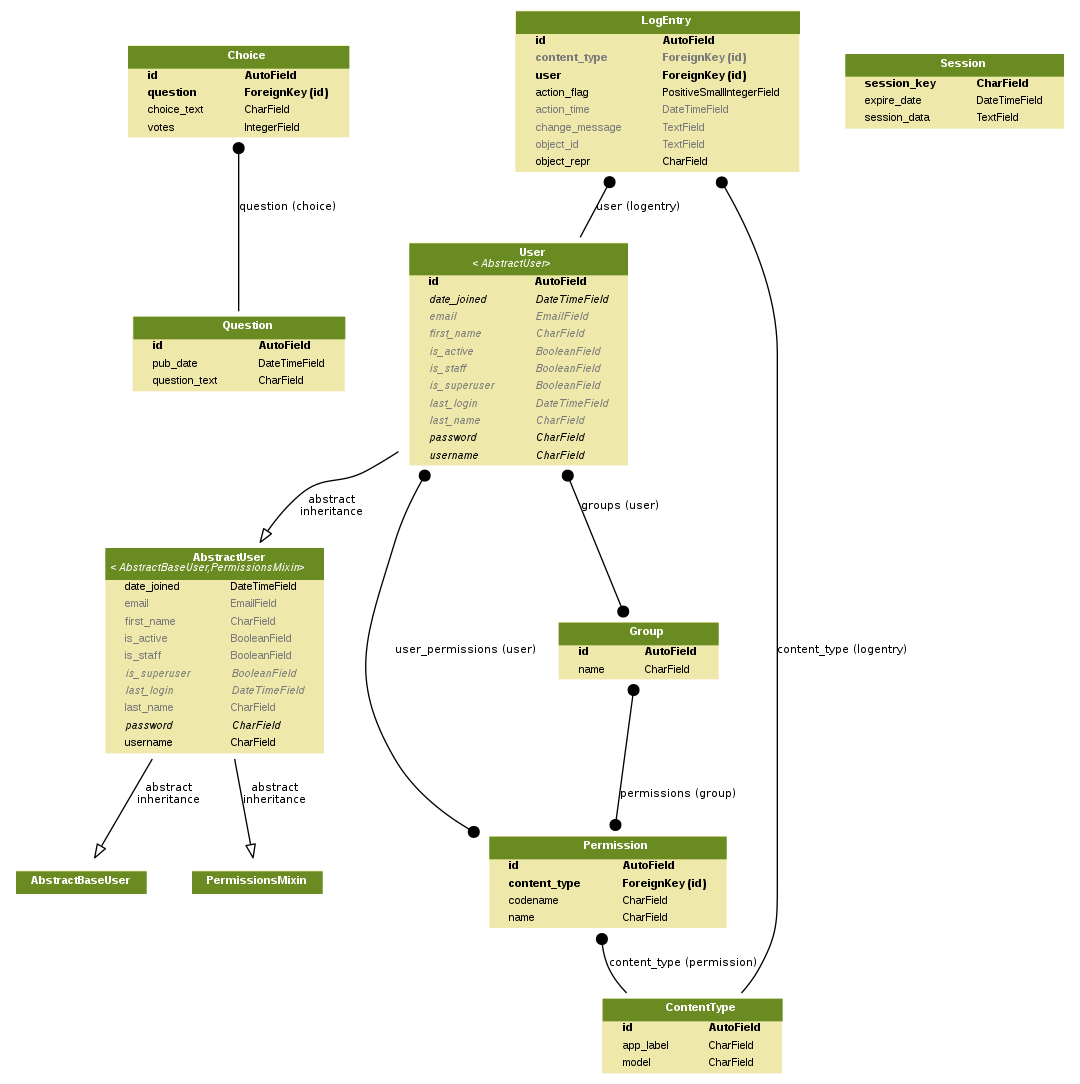 LogEntry
id AutoField
content_type ForeignKey (id)
user ForeignKey (id)
action_flag PositiveSmallIntegerField
action_time DateTimeField
change_message TextField
object_id TextField
object_repr CharField
Choice
id AutoField
question ForeignKey (id)
choice_text CharField
votes IntegerField
Session
session_key CharField
expire_date DateTimeField
session_data TextField
question (choice)
user (logentry)
User
< AbstractUser>
id AutoField
date_joined DateTimeField
email EmailField
first_name CharField
is_active BooleanField
is_staff BooleanField
is_superuser BooleanField
last_login DateTimeField
last_name CharField
password CharField
username CharField
Question
id AutoField
pub_date DateTimeField
question_text CharField
abstract
inheritance
groups (user)
AbstractUser
< AbstractBaseUser,PermissionsMixin>
date_joined DateTimeField
email EmailField
first_name CharField
is_active BooleanField
is_staff BooleanField
is_superuser BooleanField
last_login DateTimeField
last_name CharField
password CharField
username CharField
Group
id AutoField
name CharField
user_permissions (user)
content_type (logentry)
abstract
inheritance
abstract
inheritance
permissions (group)
Permission
id AutoField
content_type ForeignKey (id)
codename CharField
name CharField
AbstractBaseUser
PermissionsMixin
content_type (permission)
ContentType
id AutoField
app_label CharField
model CharField